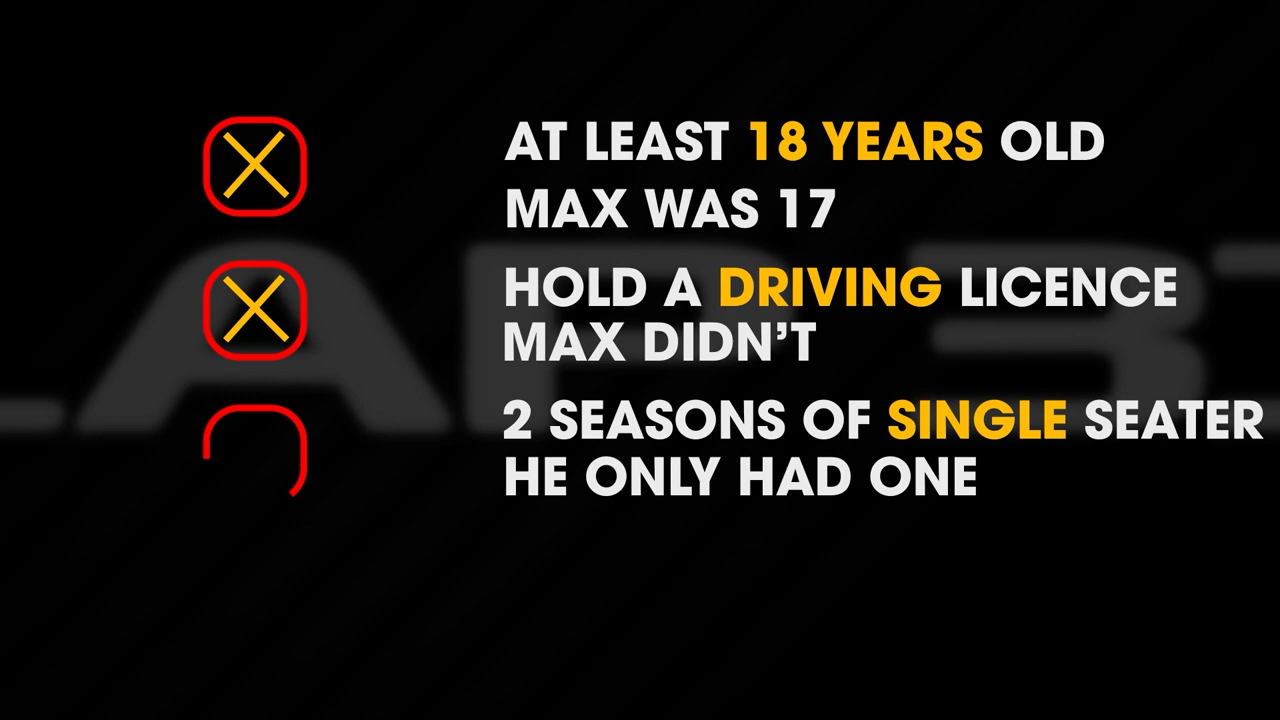 AT LEAST 18 YEARS OLD
MAX WAS 17
HOLD A DRIVING LICENCE
MAX DIDN'T
2 SEASONS OF SINGLE SEATER
HE ONLY HAD ONE